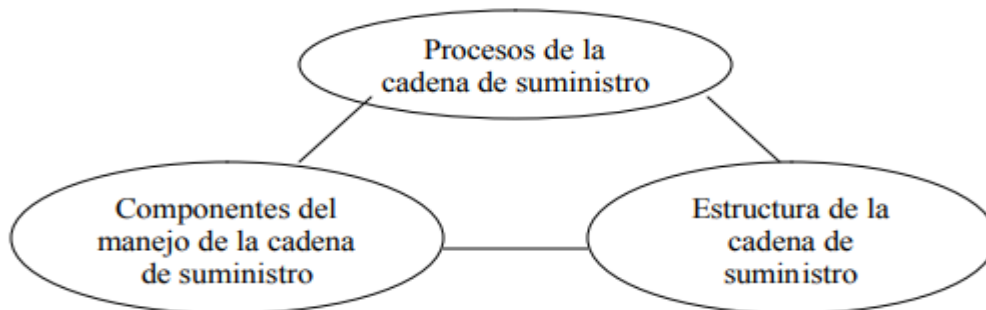 Procesos de la
cadena de suministro
Componentes del
manejo de la cadena
de suministro
Estructura de la
cadena de
suministro